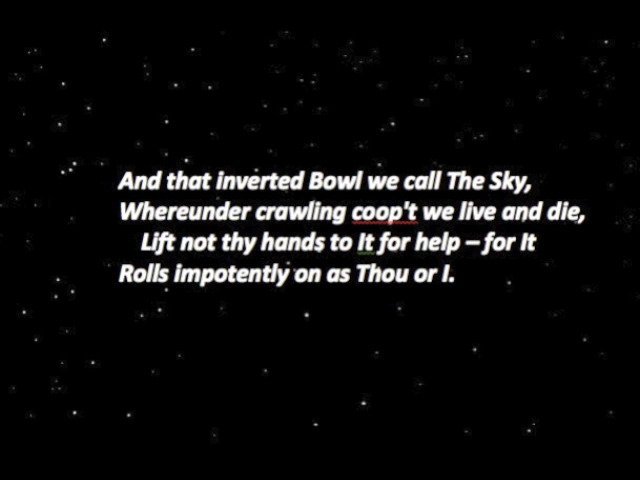 And that inverted Bowl we call The Sky,
Whereunder crawling coop't we live and die,
Lift not thy hands to It for help – for It
Rolls impotently on as Thou or I.